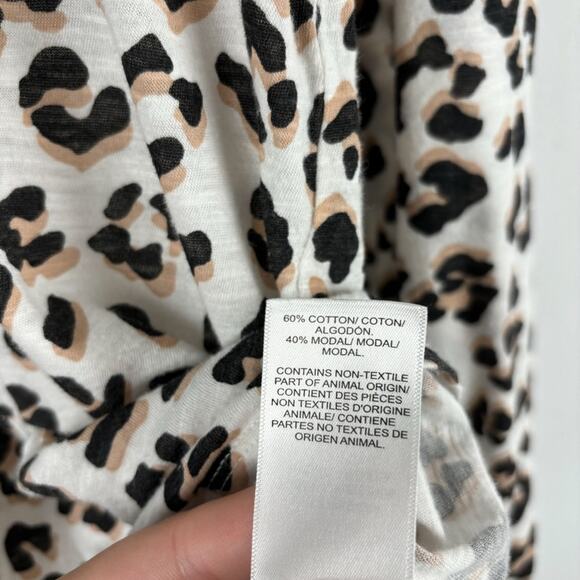 60% COTTON/ COTON/
ALGODÓN.
40% MODAL/ MODAL/
MODAL.
CONTAINS NON-TEXTILE
PART OF ANIMAL ORIGIN/
CONTIENT DES PIÈCES
NON TEXTILES D'ORIGINE
ANIMALE/ CONTIENE
PARTES NO TEXTILES DE
ORIGEN ANIMAL.